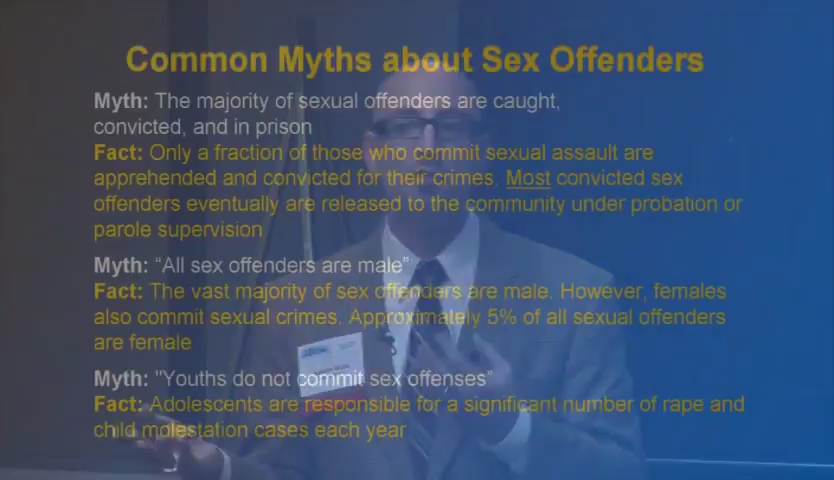 Common Myths about Sex Offenders
Myth: The majority of sexual offenders are caught,
convicted, and in prison
Fact: Only a fraction of those who commit sexual assault are
apprehended and convicted for their crimes. Most convicted sex
offenders eventually are released to the community under probation or
parole supervision
Myth: “All sex offenders are male”
Fact: The vast majority of sex offenders are male. However, females
also commit sexual crimes. Approximately 5% of all sexual offenders
are female
Myth: "Youths do not commit sex offenses”
Fact: Adolescents are responsible for a significant number of rape and
child molestation cases each year